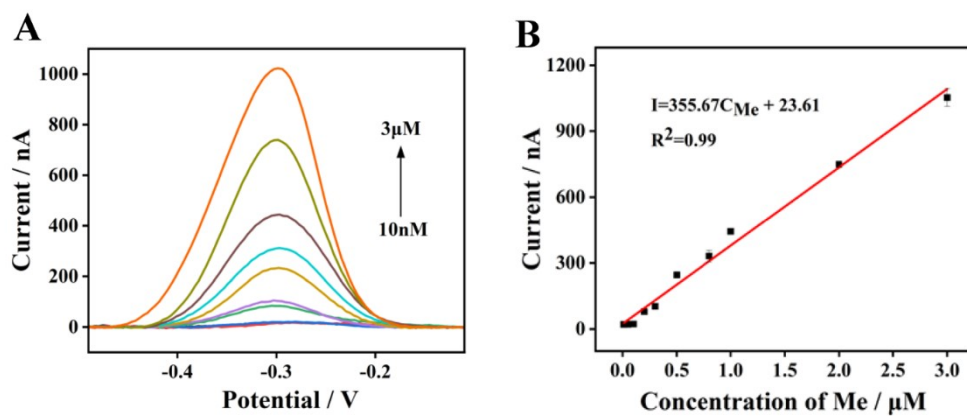 A
1000
800
600
400
200
0
-0.4
-0.3
-0.2
Current / nA
Potential / V
3μM
10nM
B
1200
900
600
300
0
0.0
0.5
1.0
1.5
2.0
2.5
3.0
Current / nA
Concentration of Me / μM
I=355.67CMe + 23.61
R²=0.99